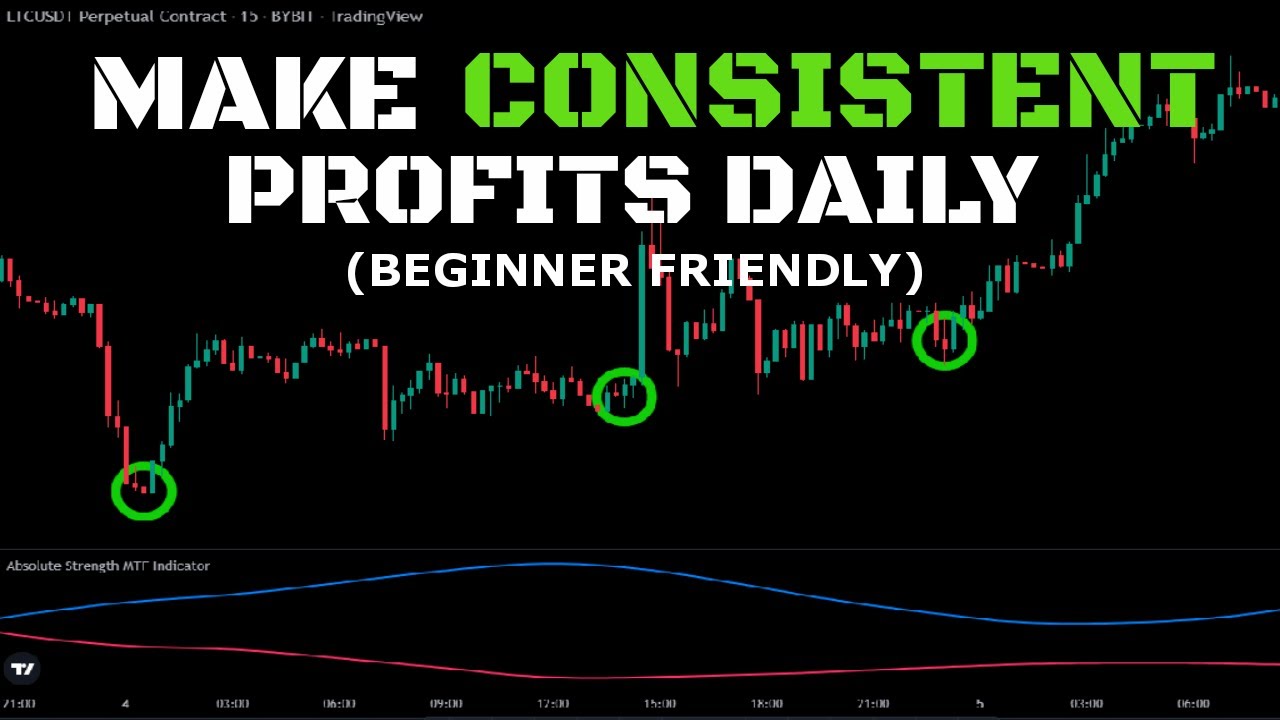 LTCUSDT Perpetual Contract · 15 · BYBIT · TradingView
MAKE CONSISTENT
PROFITS DAILY
(BEGINNER FRIENDLY)
Absolute Strength MTF Indicator
21:00 4 03:00 06:00 09:00 12:00 15:00 18:00 21:00 5 03:00 06:00